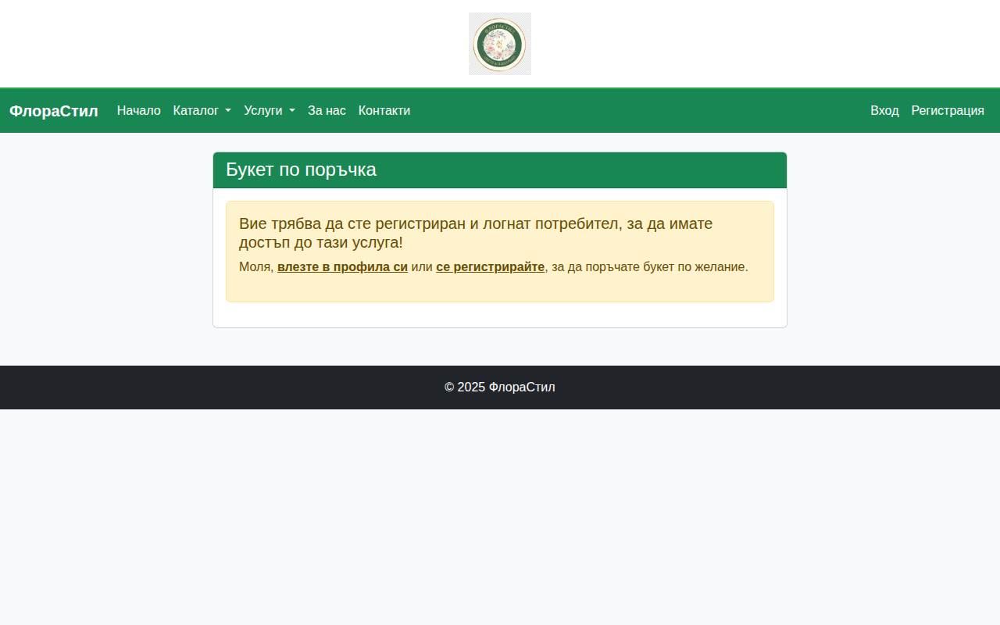 ФЛОРАСТИЛ
ФлораСтил
Начало
Каталог
Услуги
За нас
Контакти
Вход
Регистрация
Букет по поръчка
Вие трябва да сте регистриран и логнат потребител, за да имате
достъп до тази услуга!
Моля, влезте в профила си или се регистрирайте, за да поръчате букет по желание.
© 2025 ФлораСтил